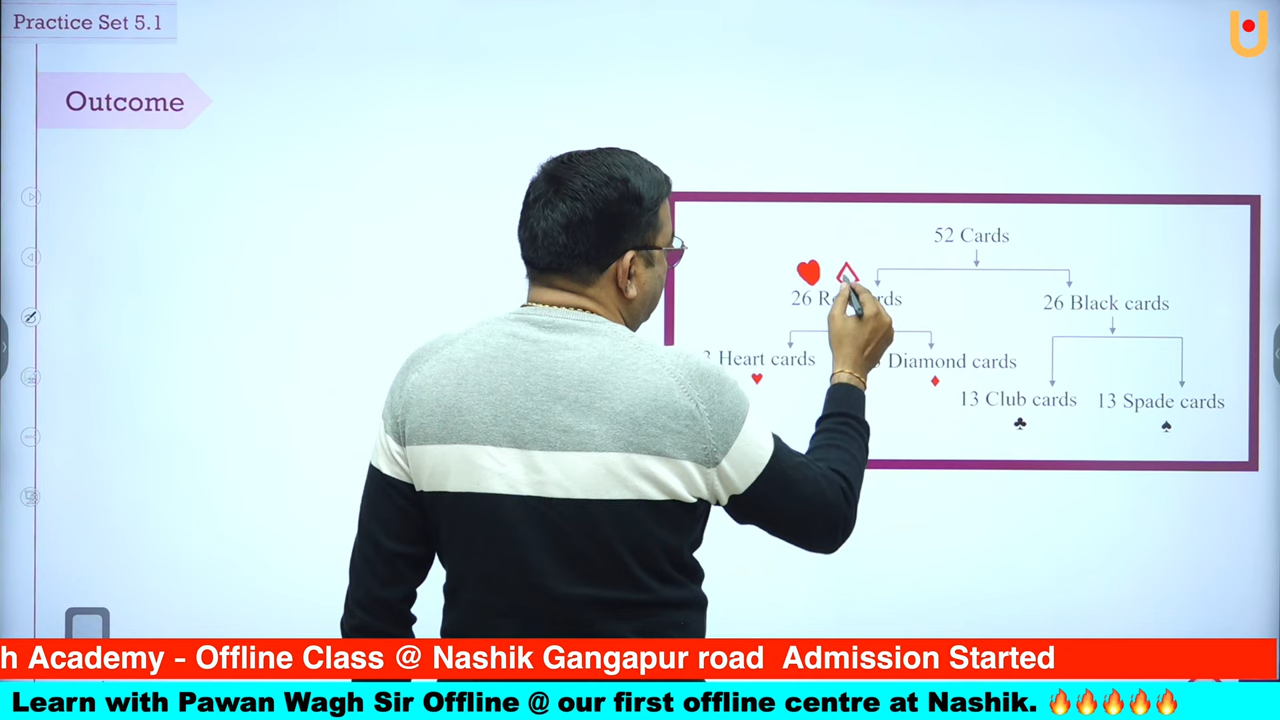 Practice Set 5.1
Outcome
52 Cards
26 cards
26 Black cards
Heart cards
Diamond cards
13 Club cards
13 Spade cards
h Academy - Offline Class @ Nashik Gangapur road Admission Started
Learn with Pawan Wagh Sir Offline @ our first offline centre at Nashik. 🔥🔥🔥🔥🔥